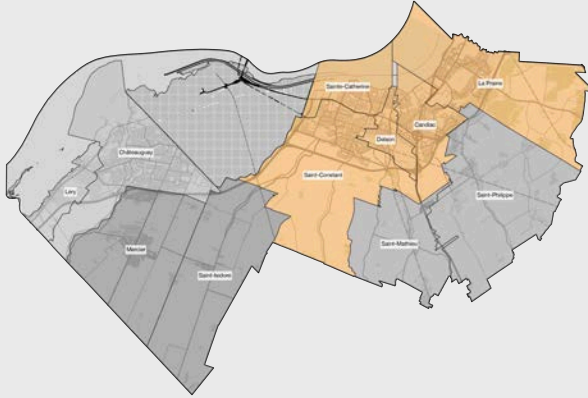 Sainte-Catherine
La Prairie
Candiac
Delson
Châteauguay
Saint-Constant
Léry
Saint-Philippe
Saint-Mathieu
Mercier
Saint-Isidore